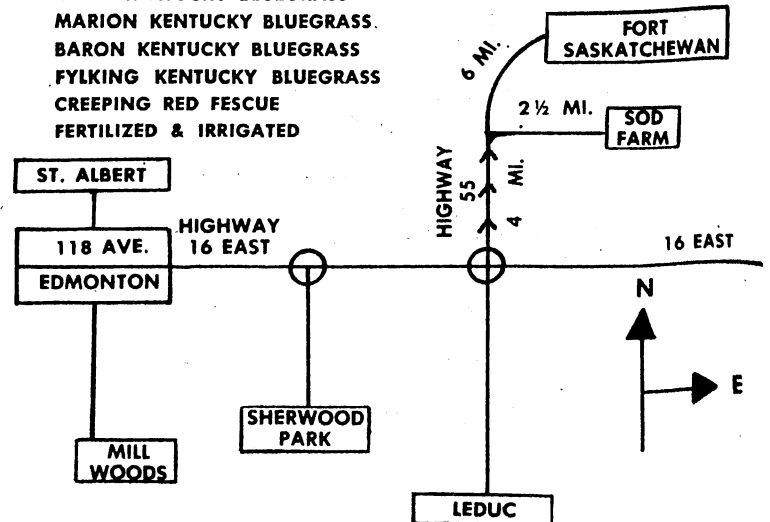 MARION KENTUCKY BLUEGRASS.
BARON KENTUCKY BLUEGRASS
FYLKING KENTUCKY BLUEGRASS
CREEPING RED FESCUE
FERTILIZED & IRRIGATED
FORT
SASKATCHEWAN
6 MI.
2½ MI.
SOD
FARM
HIGHWAY
55
4 MI.
ST. ALBERT
118 AVE.
EDMONTON
HIGHWAY
16 EAST
16 EAST
N
E
SHERWOOD
PARK
MILL
WOODS
LEDUC